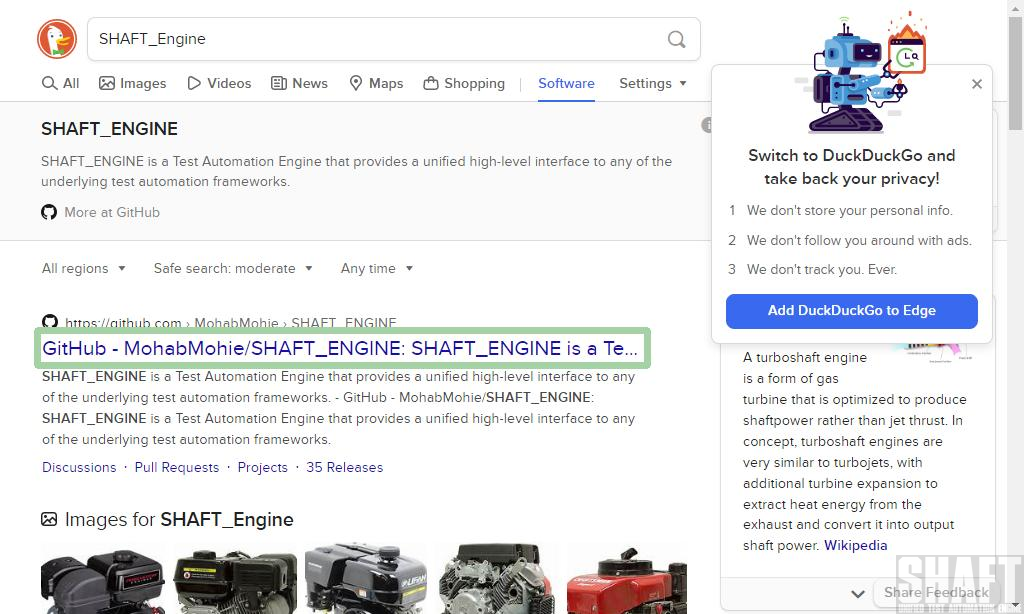 SHAFT_Engine
All Images Videos News Maps Shopping Software Settings
SHAFT_ENGINE
SHAFT_ENGINE is a Test Automation Engine that provides a unified high-level interface to any of the
underlying test automation frameworks.
More at GitHub
All regions Safe search: moderate Any time
https://github.com › MohabMohie › SHAFT_ENGINE
GitHub - MohabMohie/SHAFT_ENGINE: SHAFT_ENGINE is a Te...
SHAFT_ENGINE is a Test Automation Engine that provides a unified high-level interface to any
of the underlying test automation frameworks. - GitHub - MohabMohie/SHAFT_ENGINE:
SHAFT_ENGINE is a Test Automation Engine that provides a unified high-level interface to any
of the underlying test automation frameworks.
Discussions · Pull Requests · Projects · 35 Releases
Images for SHAFT_Engine
Switch to DuckDuckGo and
take back your privacy!
1 We don't store your personal info.
2 We don't follow you around with ads.
3 We don't track you. Ever.
Add DuckDuckGo to Edge
A turboshaft engine
is a form of gas
turbine that is optimized to produce
shaftpower rather than jet thrust. In
concept, turboshaft engines are
very similar to turbojets, with
additional turbine expansion to
extract heat energy from the
exhaust and convert it into output
shaft power. Wikipedia
Share Feedback
SHAFT